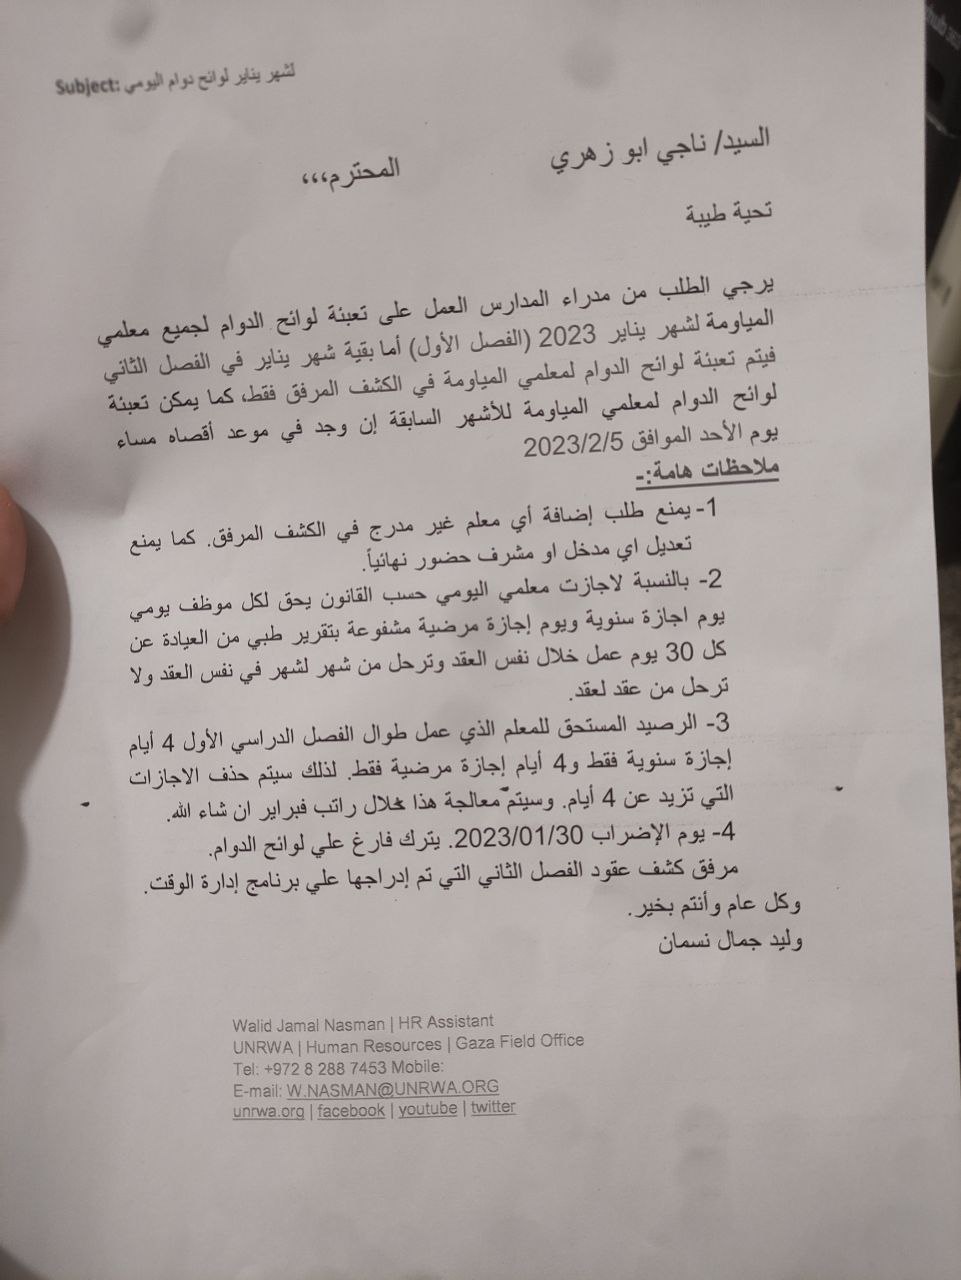 Subject: لشهر يناير لوائح دوام اليومي
السيد/ ناجي ابو زهري المحترم،،،
تحية طيبة
يرجي الطلب من مدراء المدارس العمل على تعبئة لوائح الدوام لجميع معلمي
المياومة لشهر يناير 2023 (الفصل الأول) أما بقية شهر يناير في الفصل الثاني
فيتم تعبئة لوائح الدوام لمعلمي المياومة في الكشف المرفق فقط، كما يمكن تعبئة
لوائح الدوام لمعلمي المياومة للأشهر السابقة إن وجد في موعد أقصاه مساء
يوم الأحد الموافق 2023/2/5
ملاحظات هامة:-
1- يمنع طلب إضافة أي معلم غير مدرج في الكشف المرفق. كما يمنع
تعديل اي مدخل او مشرف حضور نهائياً.
2- بالنسبة لاجازت معلمي اليومي حسب القانون يحق لكل موظف يومي
يوم اجازة سنوية ويوم إجازة مرضية مشفوعة بتقرير طبي من العيادة عن
كل 30 يوم عمل خلال نفس العقد وترحل من شهر لشهر في نفس العقد ولا
ترحل من عقد لعقد.
3- الرصيد المستحق للمعلم الذي عمل طوال الفصل الدراسي الأول 4 أيام
إجازة سنوية فقط و4 أيام إجازة مرضية فقط. لذلك سيتم حذف الاجازات
التي تزيد عن 4 أيام. وسيتم معالجة هذا خلال راتب فبراير ان شاء الله.
4- يوم الإضراب 2023/01/30. يترك فارغ علي لوائح الدوام.
مرفق كشف عقود الفصل الثاني التي تم إدراجها علي برنامج إدارة الوقت.
وكل عام وأنتم بخير.
وليد جمال نسمان
Walid Jamal Nasman | HR Assistant
UNRWA | Human Resources | Gaza Field Office
Tel: +972 8 288 7453 Mobile:
E-mail: W.NASMAN@UNRWA.ORG
unrwa.org | facebook | youtube | twitter